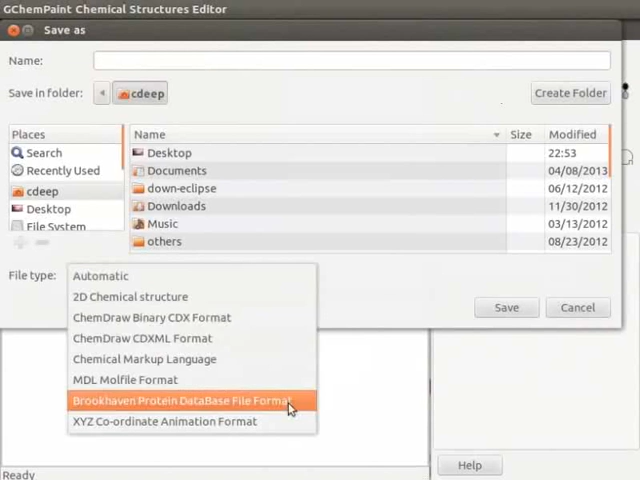 GChemPaint Chemical Structures Editor
Save as
Name:
Save in folder: cdeep Create Folder
Places Name Size Modified
Search Desktop 22:53
Recently Used Documents 04/08/2013
cdeep down-eclipse 06/12/2012
Desktop Downloads 11/30/2012
File System Music 03/13/2012
others 08/23/2012
File type: Automatic
2D Chemical structure
ChemDraw Binary CDX Format
ChemDraw CDXML Format
Chemical Markup Language
MDL Molfile Format
Brookhaven Protein DataBase File Format
XYZ Co-ordinate Animation Format
Save Cancel
Help
Ready